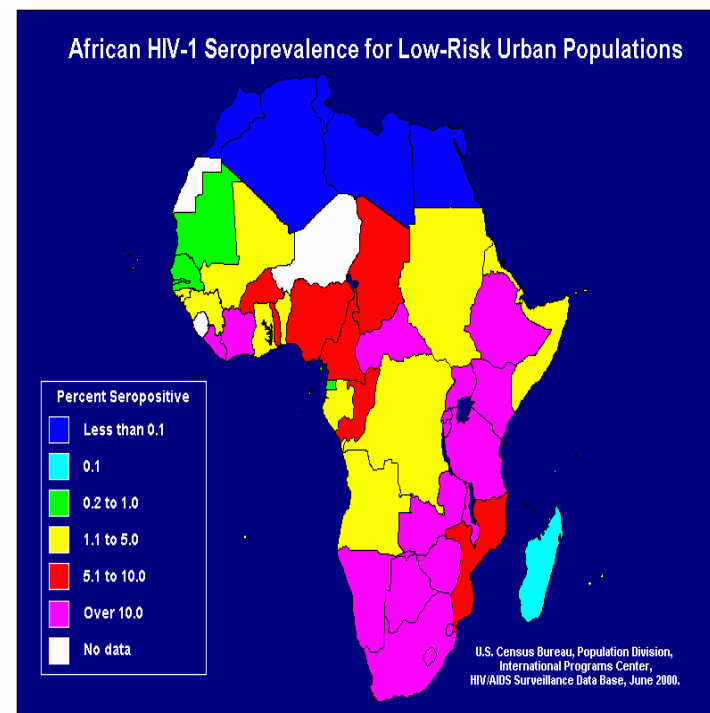 African HIV-1 Seroprevalence for Low-Risk Urban Populations
Percent Seropositive
Less than 0.1
0.1
0.2 to 1.0
1.1 to 5.0
5.1 to 10.0
Over 10.0
No data
U.S. Census Bureau, Population Division,
International Programs Center,
HIV/AIDS Surveillance Data Base, June 2000.